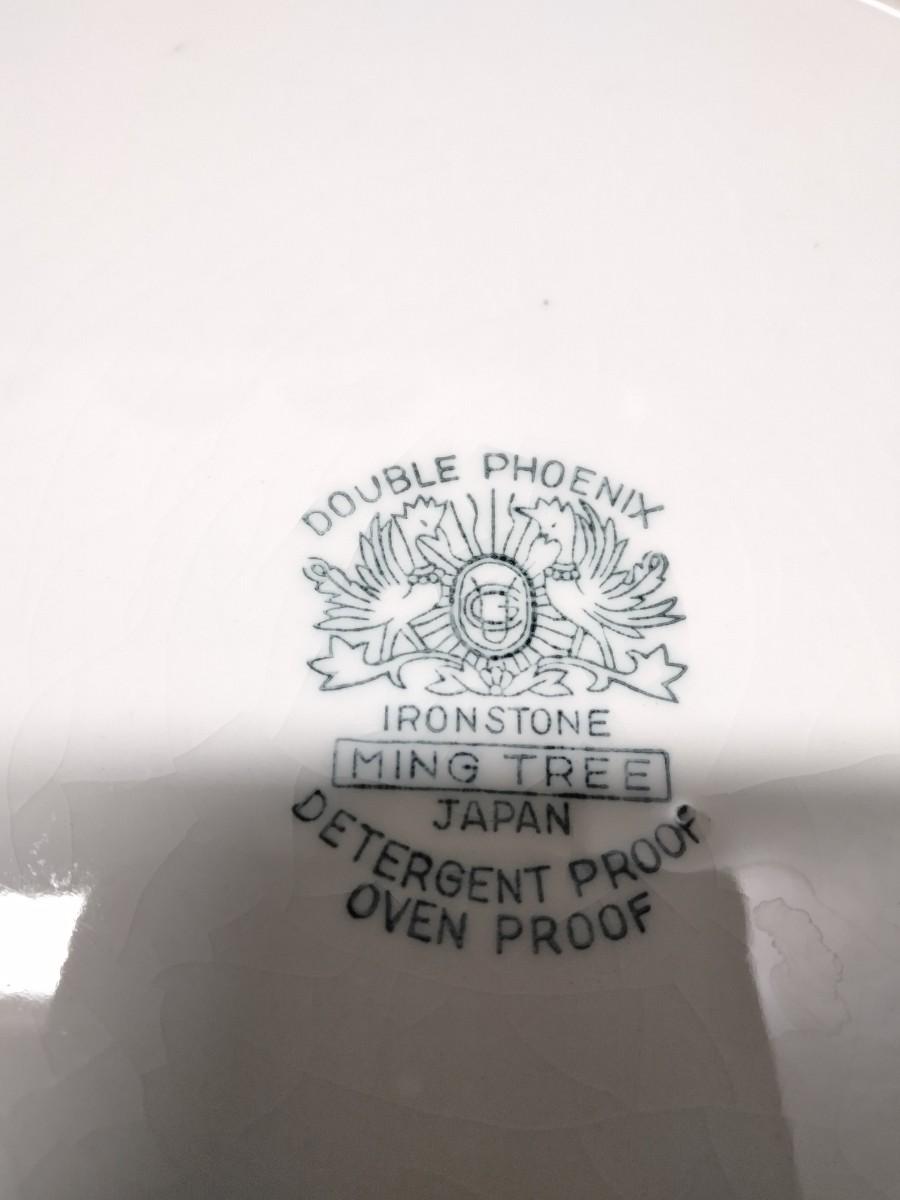 DOUBLE PHOENIX
IRONSTONE
MING TREE
JAPAN
DETERGENT PROOF
OVEN PROOF